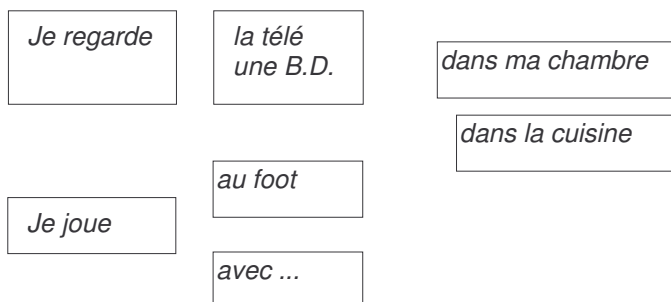 Je regarde
la télé
une B.D.
dans ma chambre
dans la cuisine
au foot
Je joue
avec ...